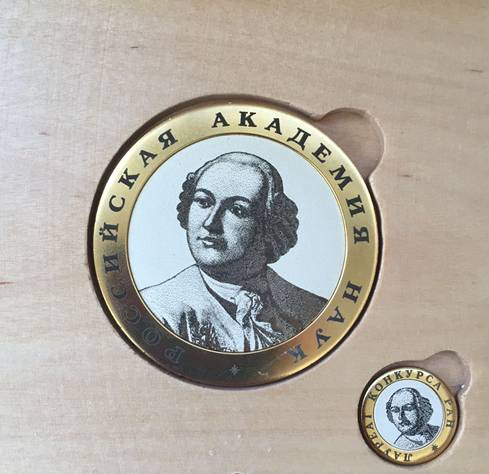 РОССИЙСКАЯ АКАДЕМИЯ НАУК
ЛАУРЕАТ КОНКУРСА РАН